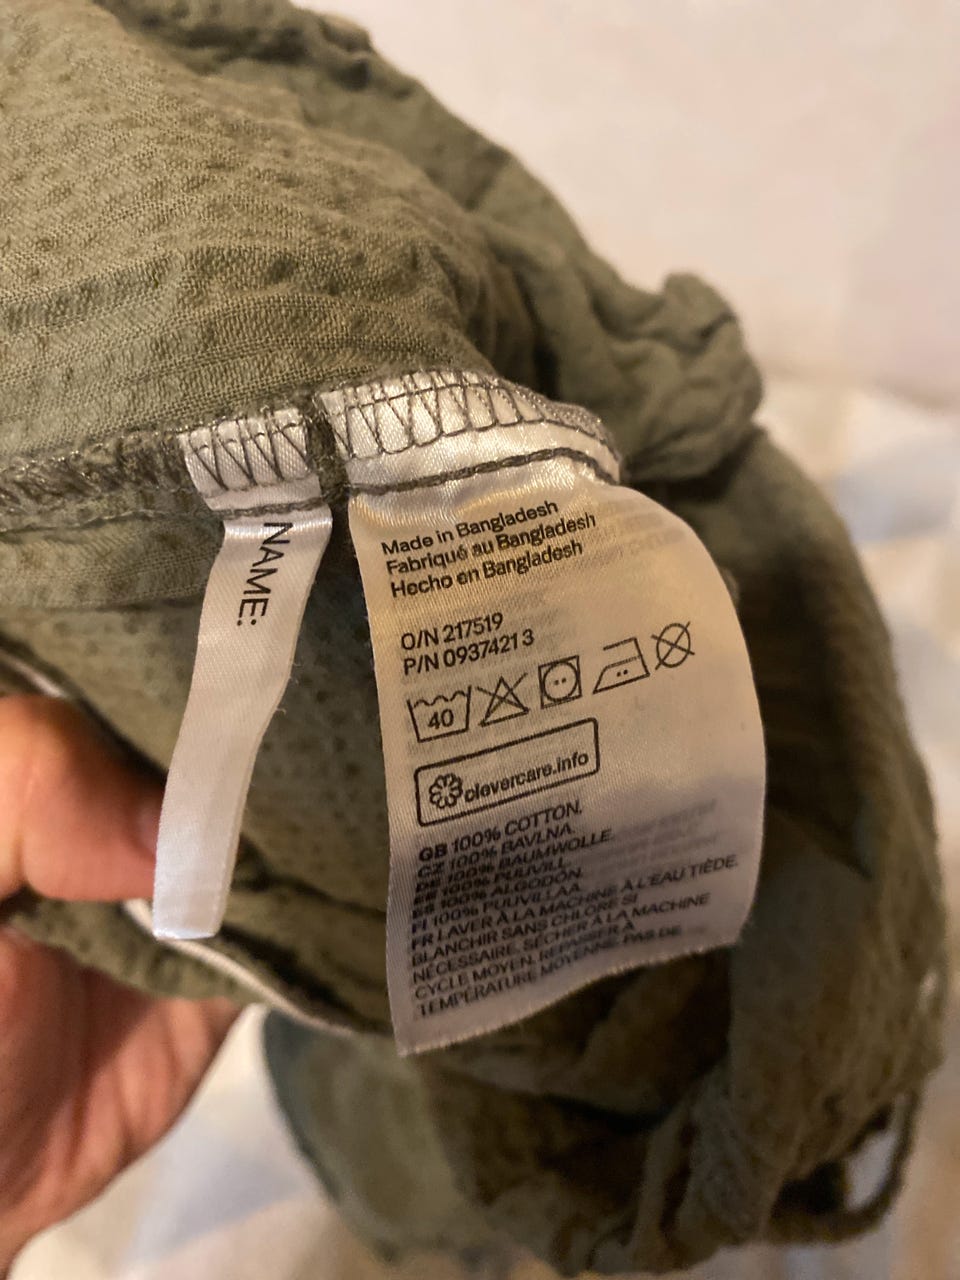 NAME:
Made in Bangladesh
Fabriqué au Bangladesh
Hecho en Bangladesh
O/N 217519
P/N 0937421 3
40
clevercare.info
GB 100% COTTON.
CZ 100% BAVLNA.
DE 100% BAUMWOLLE.
EE 100% PUUVILL.
ES 100% ALGODÓN.
FI 100% PUUVILLAA.
FR LAVER À LA MACHINE À L'EAU TIÈDE.
BLANCHIR SANS CHLORE SI
NÉCESSAIRE. SÉCHER À LA MACHINE
CYCLE MOYEN. REPASSER À
TEMPÉRATURE MOYENNE. PAS DE